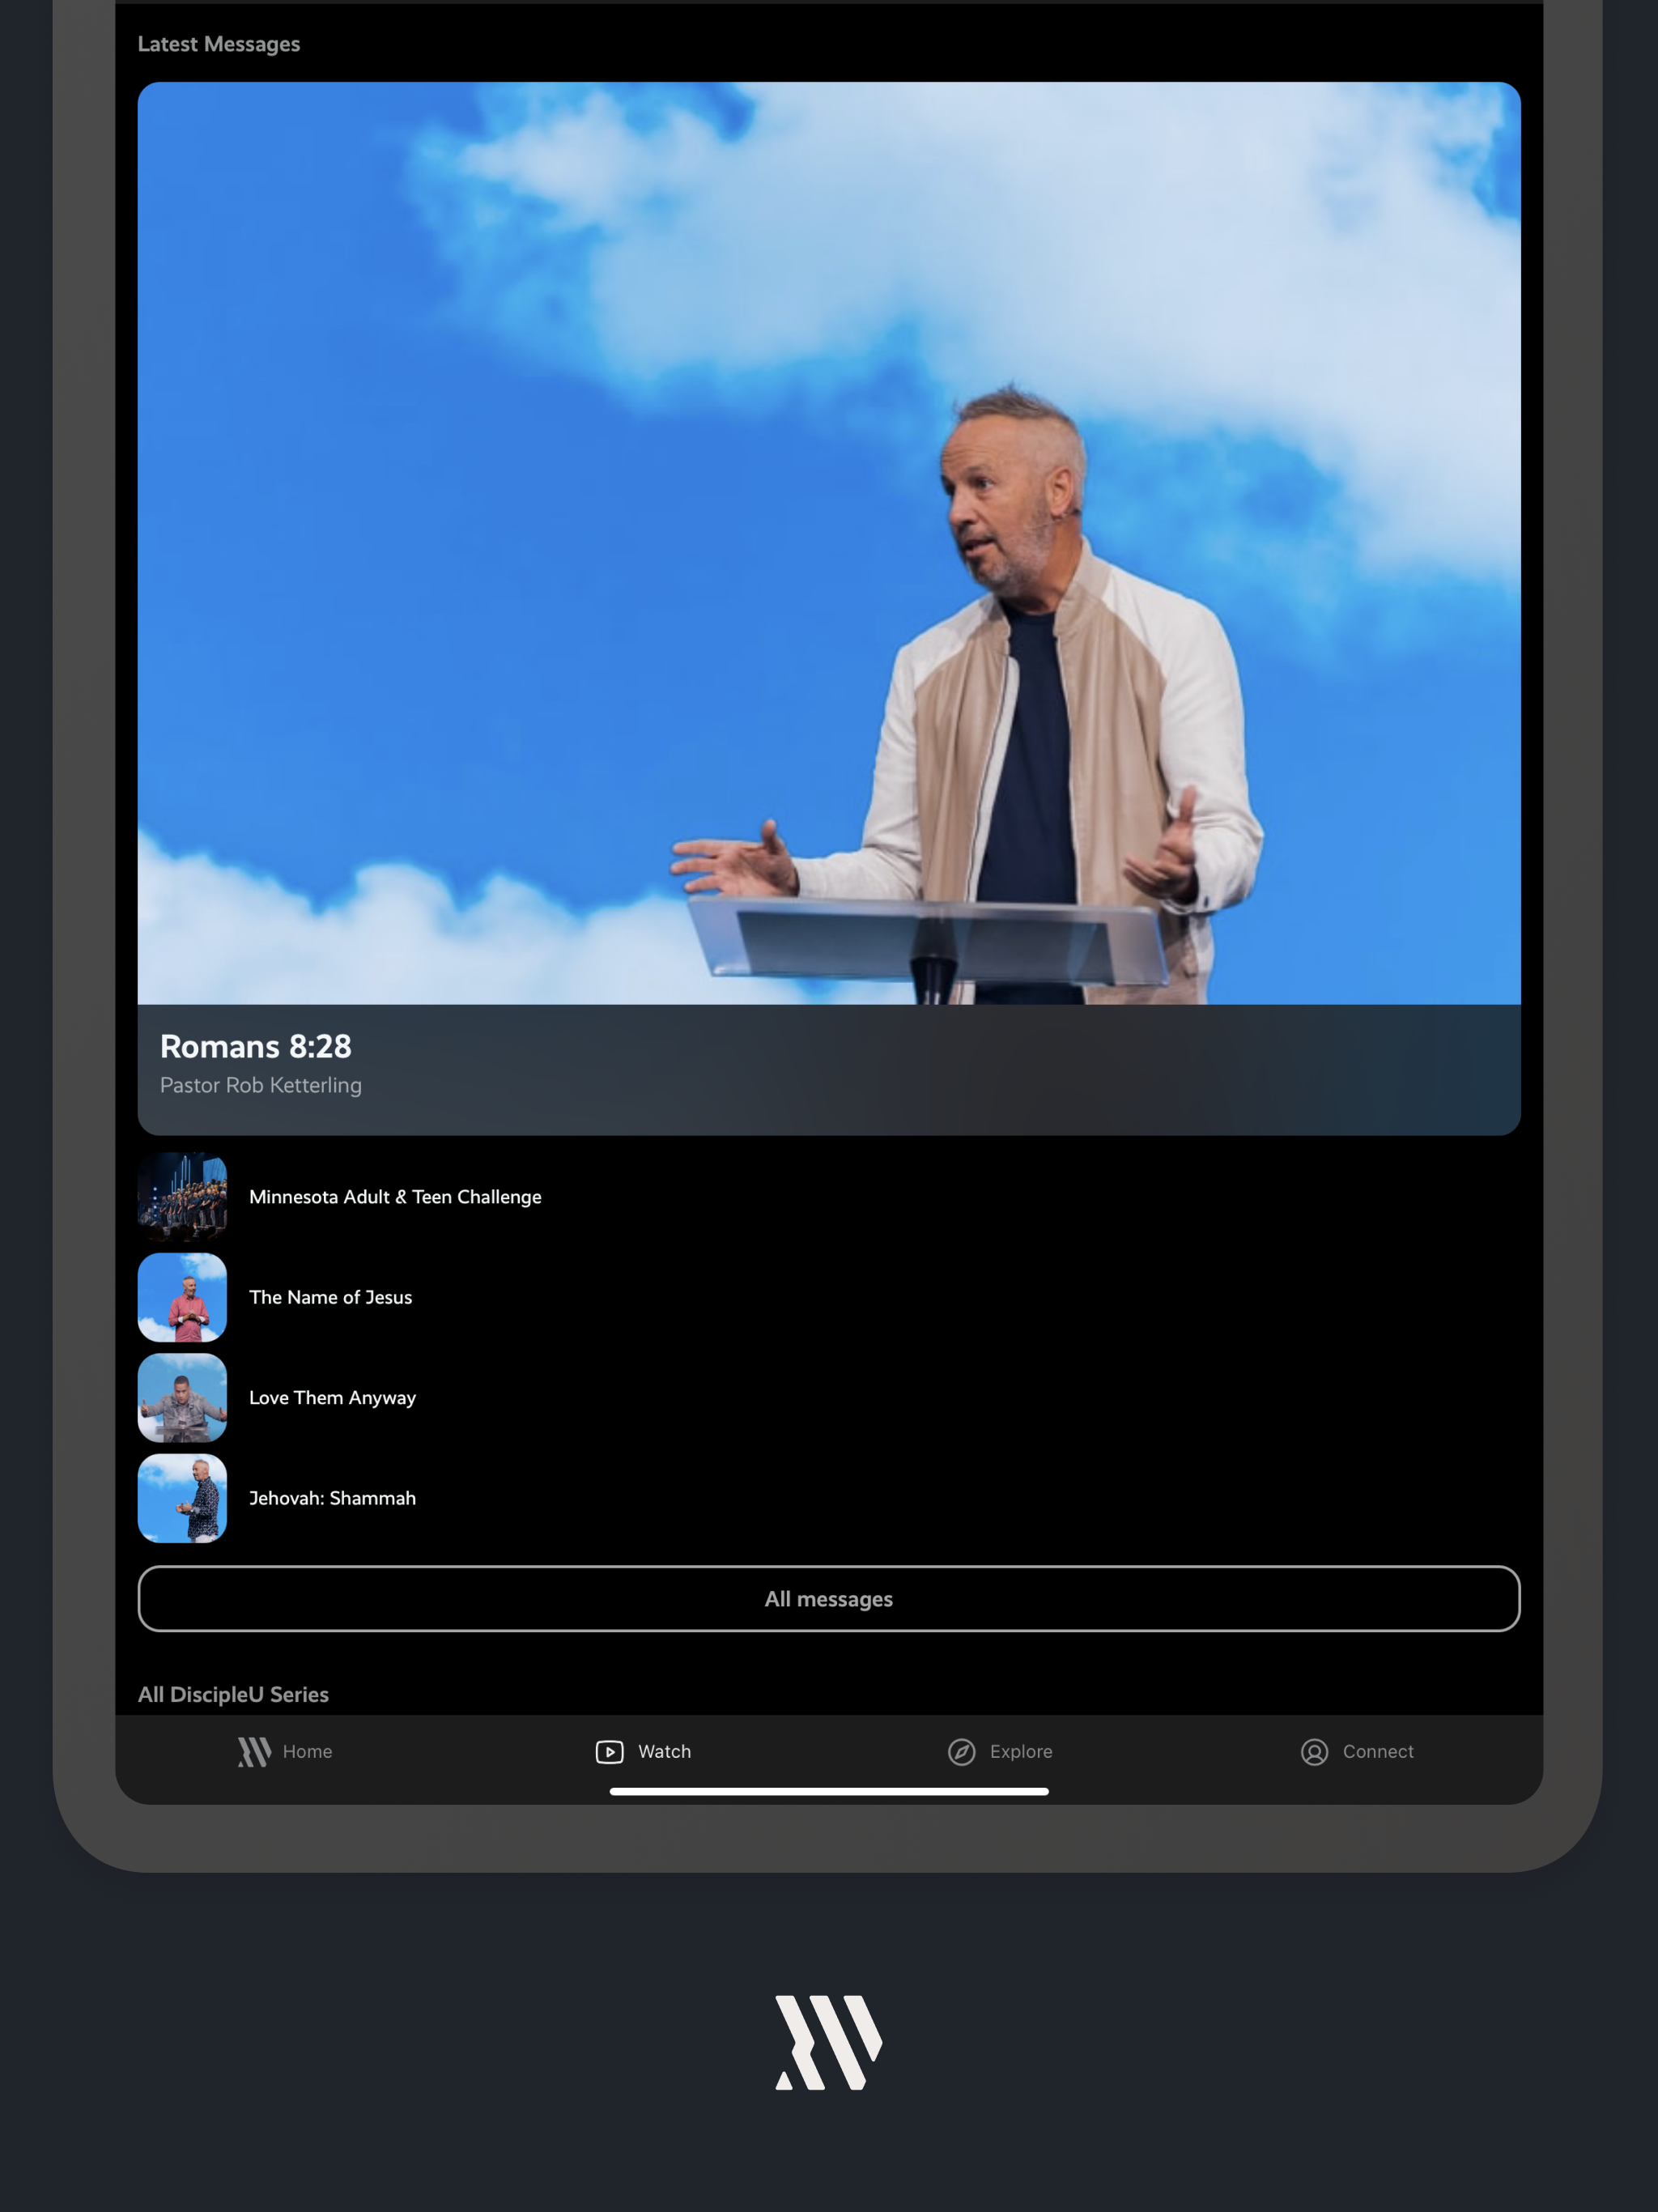 Latest Messages
Romans 8:28
Pastor Rob Ketterling
Minnesota Adult & Teen Challenge
The Name of Jesus
Love Them Anyway
Jehovah: Shammah
All messages
All DiscipleU Series
Home
Watch
Explore
Connect